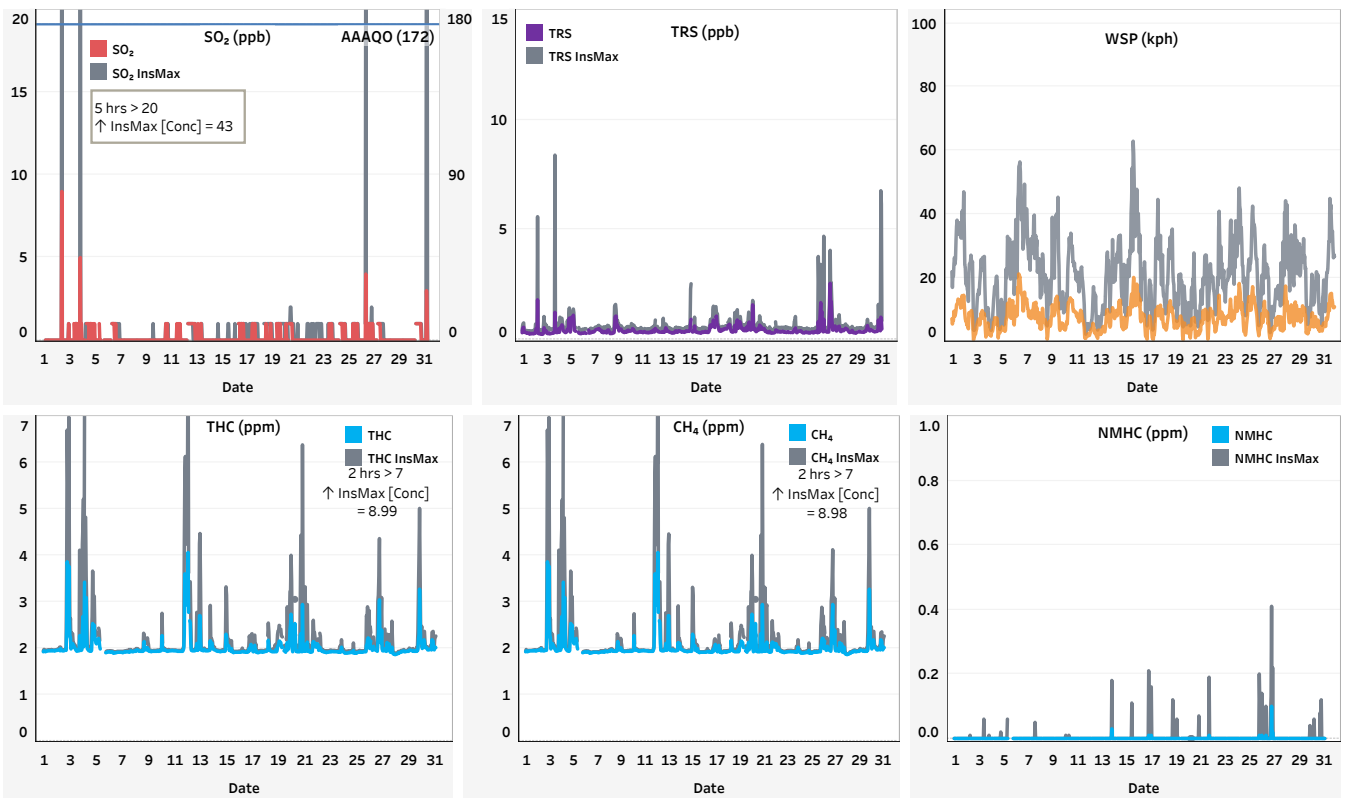 SO₂ (ppb)
AAAQO (172)
SO₂
SO₂ InsMax
5 hrs > 20
↑ InsMax [Conc] = 43
20
15
10
5
0
180
90
0
1 3 5 7 9 11 13 15 17 19 21 23 25 27 29 31
Date
TRS (ppb)
TRS
TRS InsMax
15
10
5
0
1 3 5 7 9 11 13 15 17 19 21 23 25 27 29 31
Date
WSP (kph)
100
80
60
40
20
0
1 3 5 7 9 11 13 15 17 19 21 23 25 27 29 31
Date
THC (ppm)
THC
THC InsMax
2 hrs > 7
↑ InsMax [Conc]
= 8.99
7
6
5
4
3
2
1
0
1 3 5 7 9 11 13 15 17 19 21 23 25 27 29 31
Date
CH₄ (ppm)
CH₄
CH₄ InsMax
2 hrs > 7
↑ InsMax [Conc]
= 8.98
7
6
5
4
3
2
1
0
1 3 5 7 9 11 13 15 17 19 21 23 25 27 29 31
Date
NMHC (ppm)
NMHC
NMHC InsMax
1.0
0.8
0.6
0.4
0.2
0.0
1 3 5 7 9 11 13 15 17 19 21 23 25 27 29 31
Date